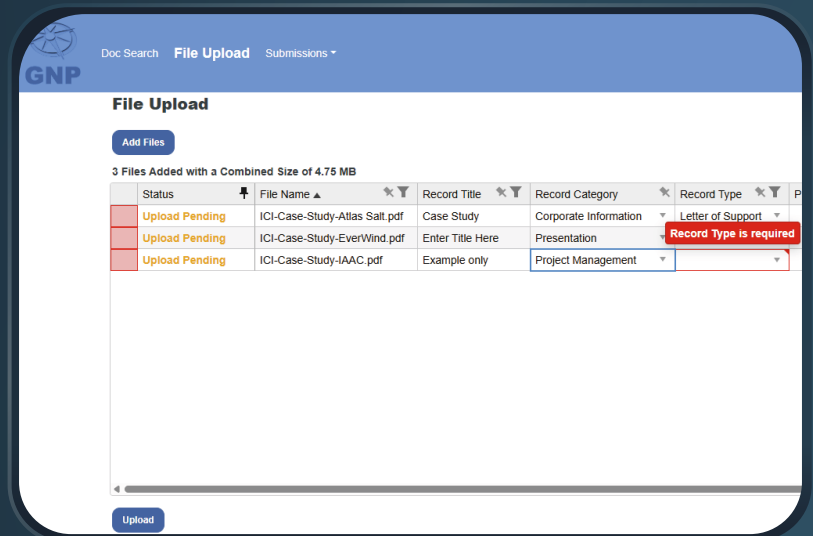 Doc Search File Upload Submissions
GNP
File Upload
Add Files
3 Files Added with a Combined Size of 4.75 MB
Status File Name Record Title Record Category Record Type P
Upload Pending ICI-Case-Study-Atlas Salt.pdf Case Study Corporate Information Letter of Support
Upload Pending ICI-Case-Study-EverWind.pdf Enter Title Here Presentation
Record Type is required
Upload Pending ICI-Case-Study-IAAC.pdf Example only Project Management
Upload